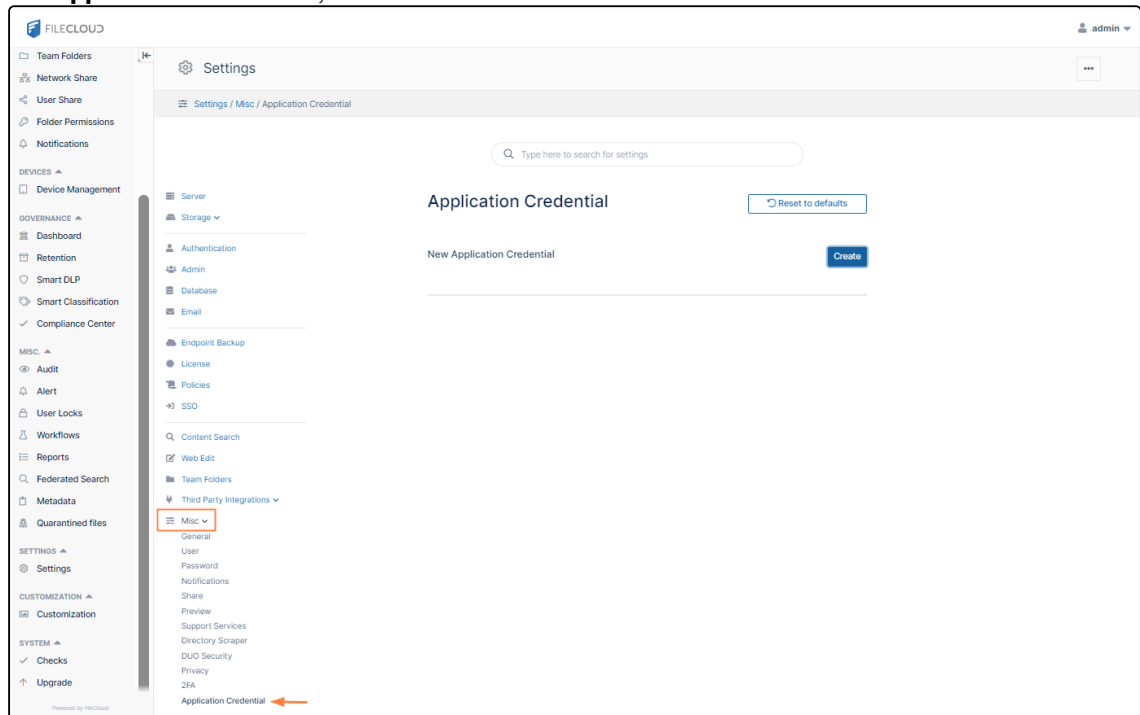 FILECLOUD
admin
Team Folders
Network Share
User Share
Folder Permissions
Notifications
DEVICES
Device Management
GOVERNANCE
Dashboard
Retention
Smart DLP
Smart Classification
Compliance Center
MISC.
Audit
Alert
User Locks
Workflows
Reports
Federated Search
Metadata
Quarantined files
SETTINGS
Settings
CUSTOMIZATION
Customization
SYSTEM
Checks
Upgrade
Powered by FileCloud
Settings
Settings / Misc / Application Credential
Type here to search for settings
Server
Storage
Authentication
Admin
Database
Email
Endpoint Backup
License
Policies
SSO
Content Search
Web Edit
Team Folders
Third Party Integrations
Misc
General
User
Password
Notifications
Share
Preview
Support Services
Directory Scraper
DUO Security
Privacy
2FA
Application Credential
Application Credential
Reset to defaults
New Application Credential
Create